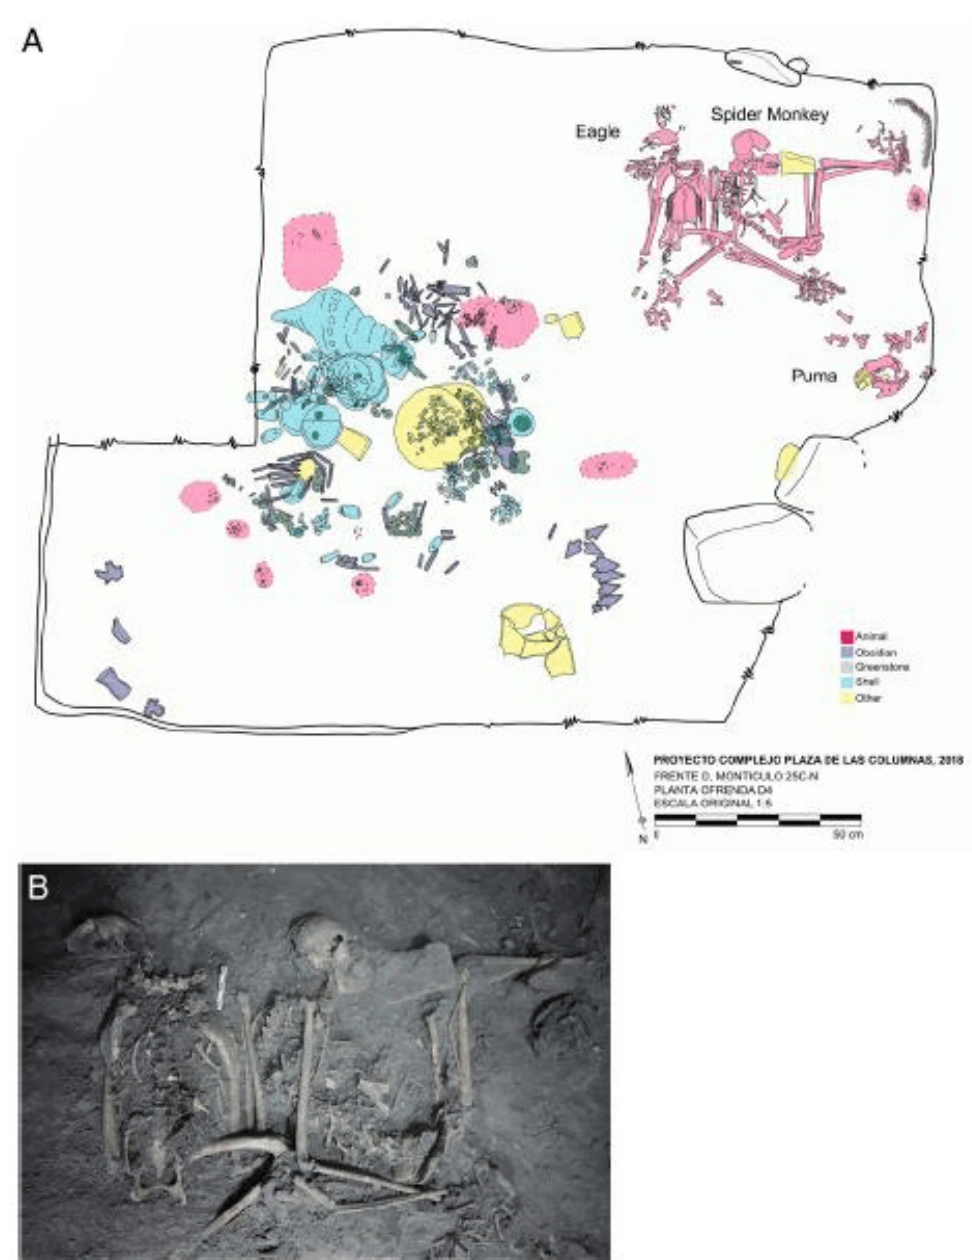 A
Eagle
Spider Monkey
Puma
Animal
Obsidian
Greenstone
Shell
Other
PROYECTO COMPLEJO PLAZA DE LAS COLUMNAS, 2018
FRENTE D, MONTICULO 25C-N
PLANTA OFRENDA D4
ESCALA ORIGINAL 1:5
N
0
50 cm
B